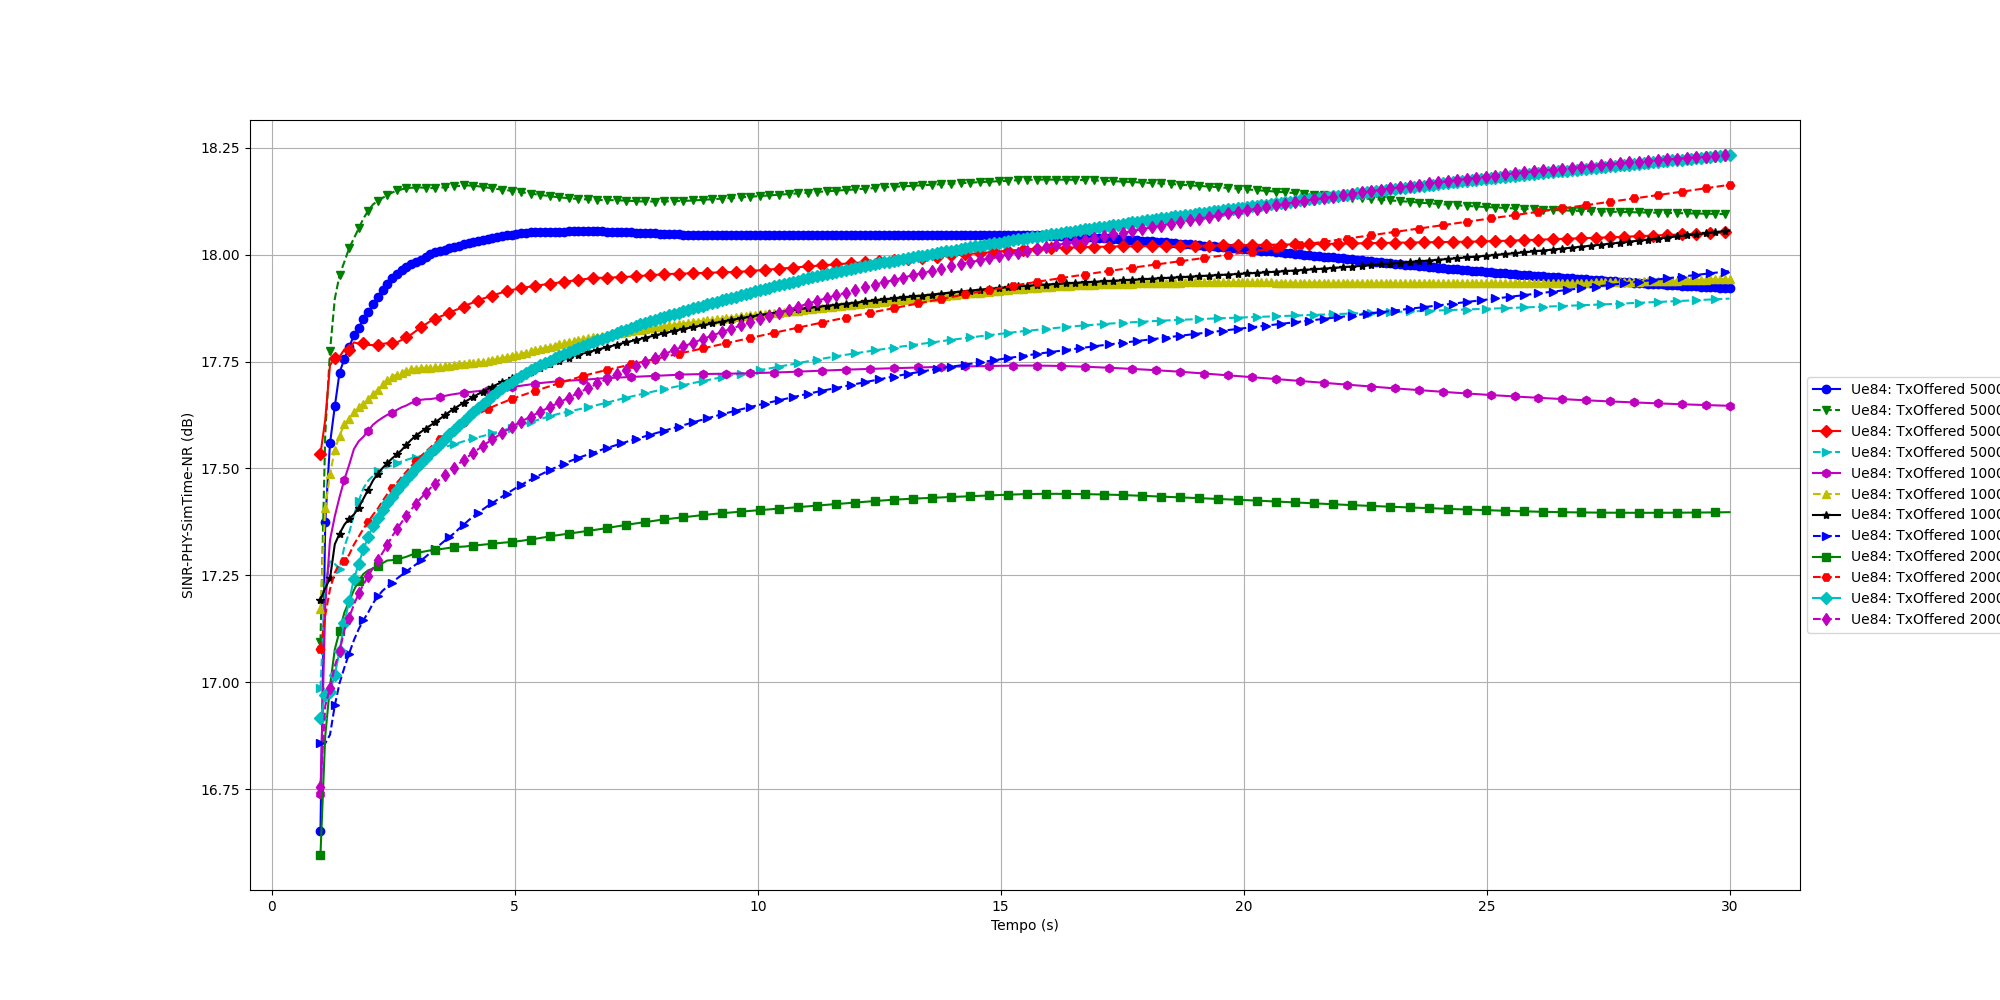 18.25
18.00
17.75
17.50
17.25
17.00
16.75
SINR-PHY-SimTime-NR (dB)
0 5 10 15 20 25 30
Tempo (s)
Ue84: TxOffered 5000
Ue84: TxOffered 5000
Ue84: TxOffered 5000
Ue84: TxOffered 5000
Ue84: TxOffered 1000
Ue84: TxOffered 1000
Ue84: TxOffered 1000
Ue84: TxOffered 1000
Ue84: TxOffered 2000
Ue84: TxOffered 2000
Ue84: TxOffered 2000
Ue84: TxOffered 2000